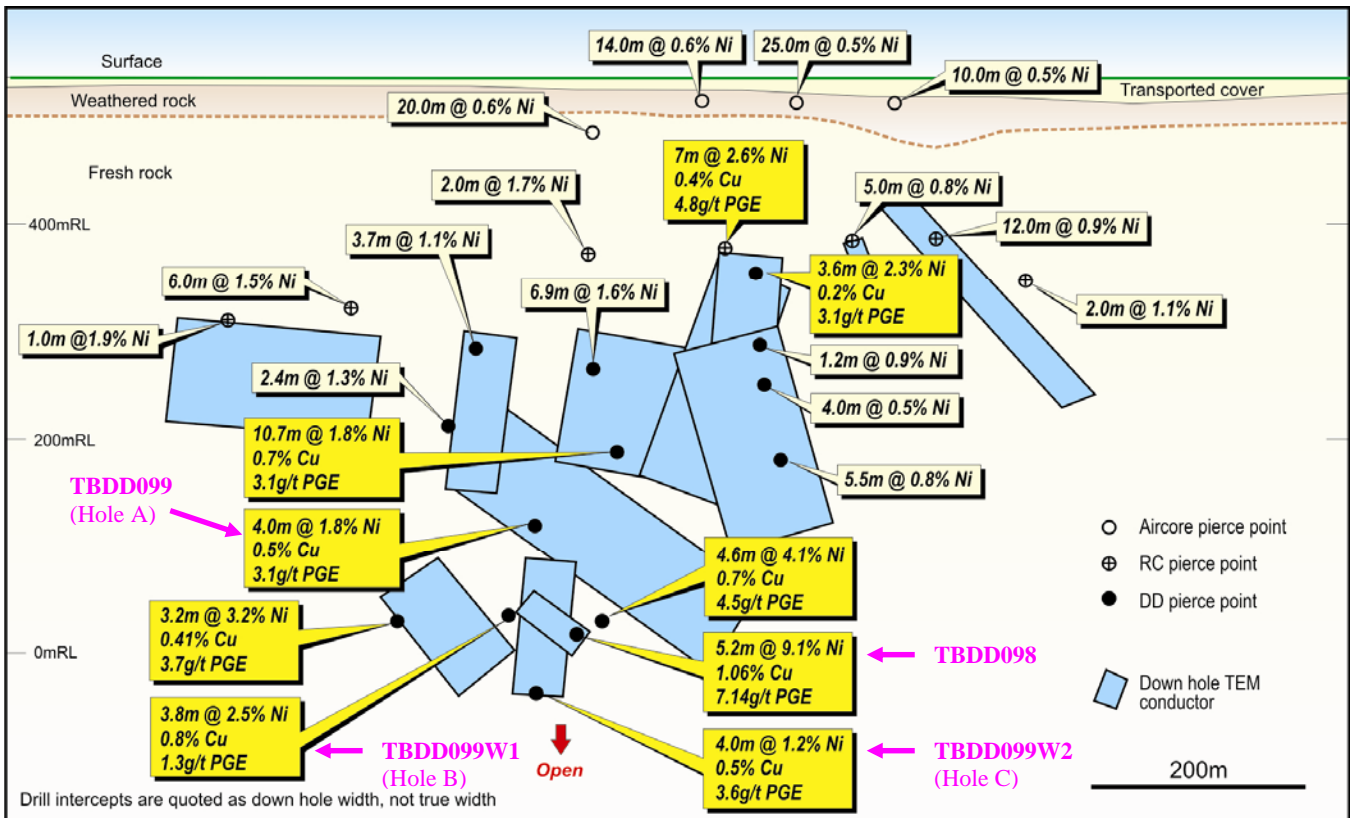 14.0m @ 0.6% Ni
25.0m @ 0.5% Ni
Surface
10.0m @ 0.5% Ni
Transported cover
Weathered rock
20.0m @ 0.6% Ni
Fresh rock
7m @ 2.6% Ni
0.4% Cu
4.8g/t PGE
2.0m @ 1.7% Ni
5.0m @ 0.8% Ni
400mRL
12.0m @ 0.9% Ni
3.7m @ 1.1% Ni
3.6m @ 2.3% Ni
0.2% Cu
3.1g/t PGE
6.0m @ 1.5% Ni
6.9m @ 1.6% Ni
2.0m @ 1.1% Ni
1.0m @1.9% Ni
1.2m @ 0.9% Ni
2.4m @ 1.3% Ni
4.0m @ 0.5% Ni
200mRL
10.7m @ 1.8% Ni
0.7% Cu
3.1g/t PGE
5.5m @ 0.8% Ni
TBDD099
(Hole A)
4.0m @ 1.8% Ni
0.5% Cu
3.1g/t PGE
Aircore pierce point
RC pierce point
DD pierce point
4.6m @ 4.1% Ni
0.7% Cu
4.5g/t PGE
3.2m @ 3.2% Ni
0.41% Cu
3.7g/t PGE
0mRL
5.2m @ 9.1% Ni
1.06% Cu
7.14g/t PGE
TBDD098
Down hole TEM
conductor
3.8m @ 2.5% Ni
0.8% Cu
1.3g/t PGE
TBDD099W1
(Hole B)
Open
4.0m @ 1.2% Ni
0.5% Cu
3.6g/t PGE
TBDD099W2
(Hole C)
200m
Drill intercepts are quoted as down hole width, not true width